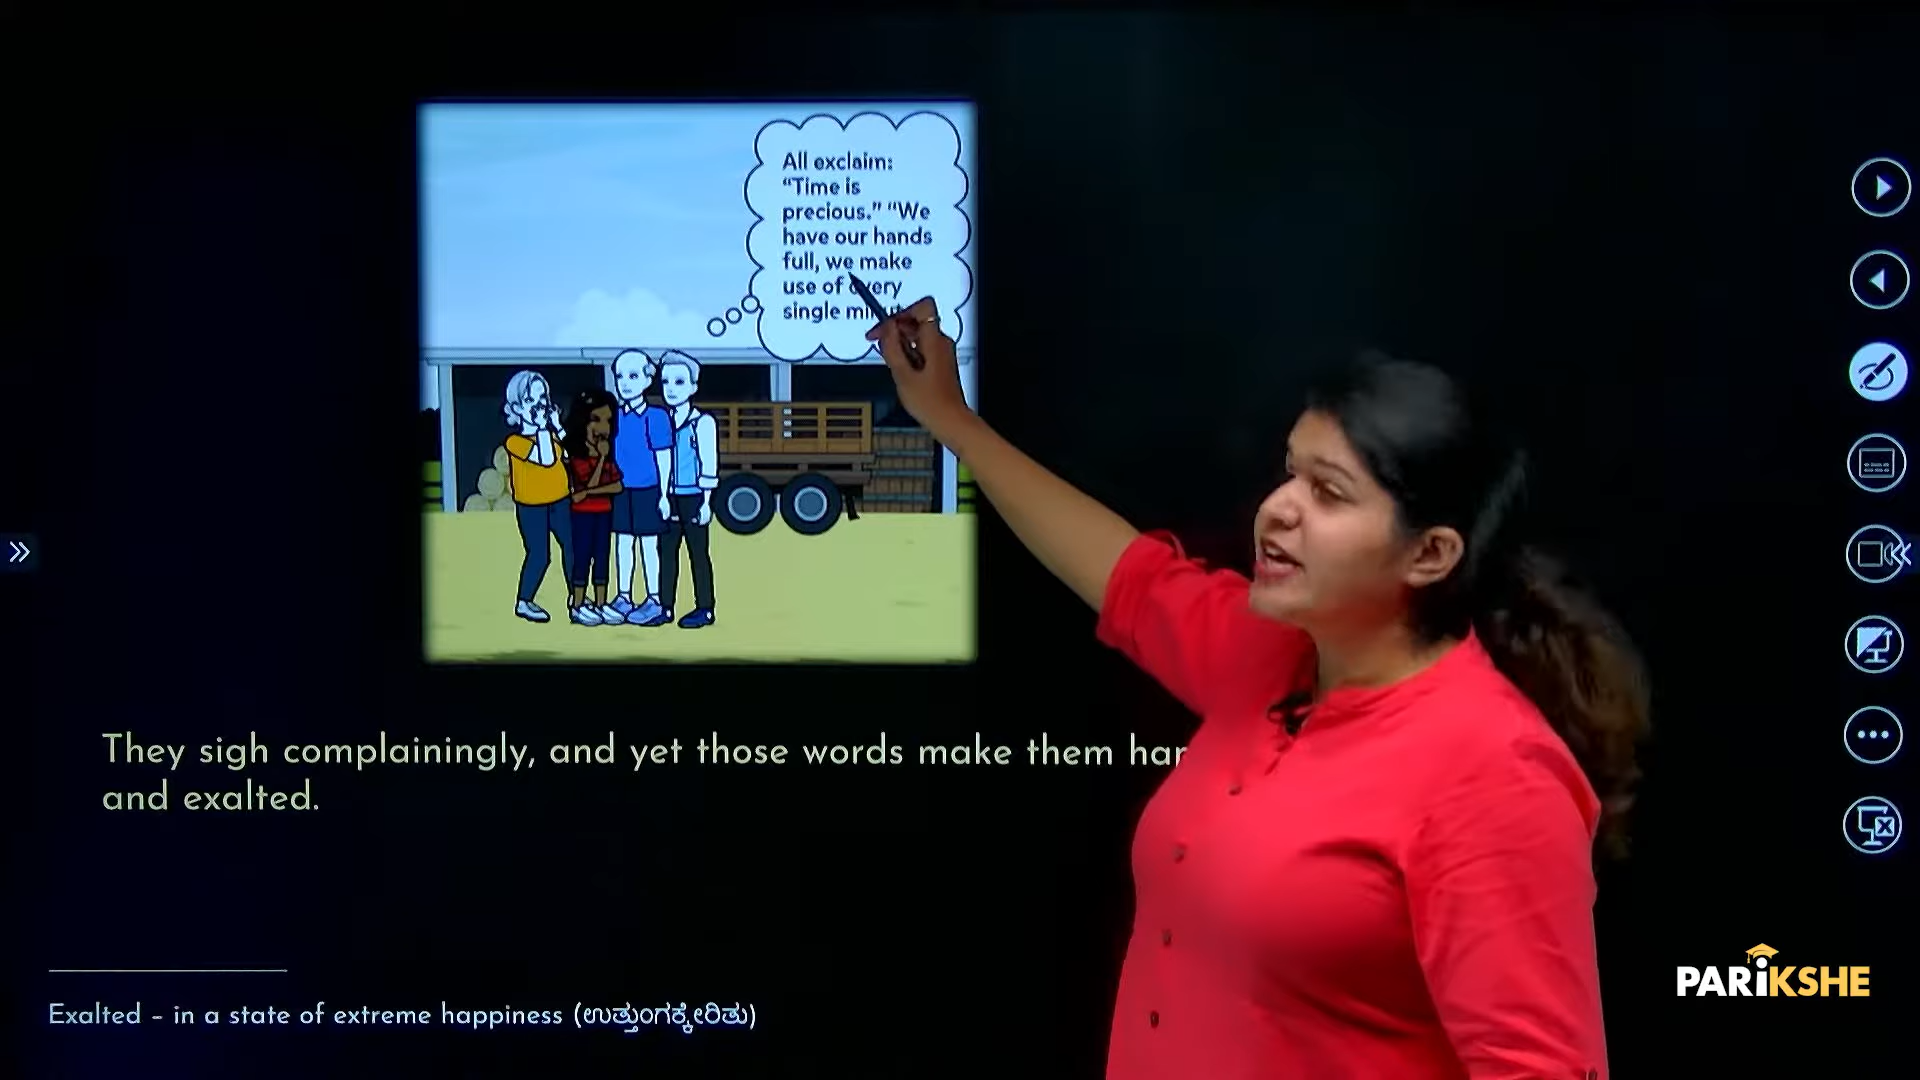 All exclaim:
“Time is
precious.” “We
have our hands
full, we make
use of every
single
They sigh complainingly, and yet those words make them
and exalted.
Exalted – in a state of extreme happiness (ಉತ್ತುಂಗಕ್ಕೇರಿತು)
PARiKSHE